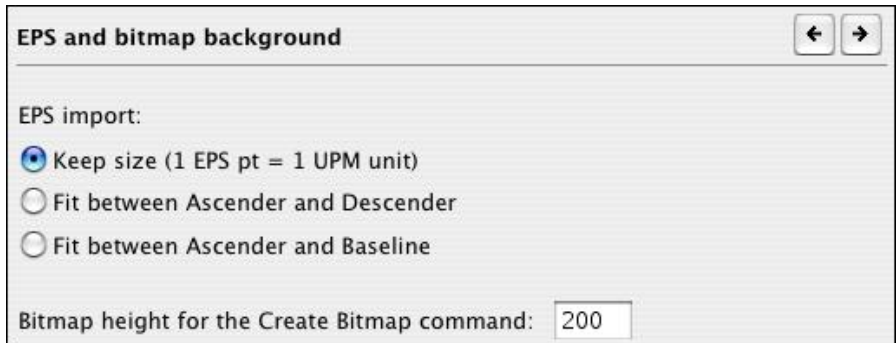 EPS and bitmap background
EPS import:
Keep size (1 EPS pt = 1 UPM unit)
Fit between Ascender and Descender
Fit between Ascender and Baseline
Bitmap height for the Create Bitmap command: 200